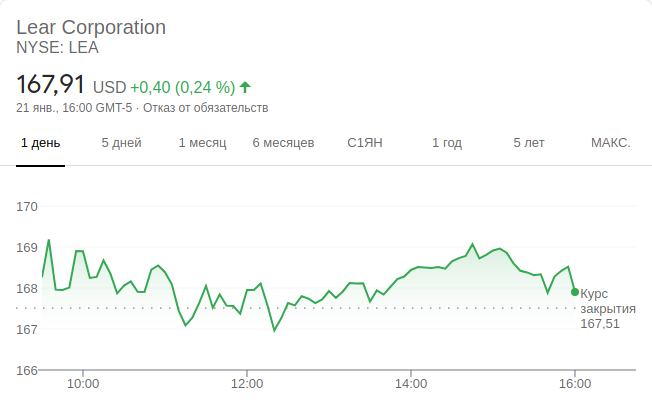 Lear Corporation
NYSE: LEA
167,91 USD +0,40 (0,24 %)
21 янв., 16:00 GMT-5 · Отказ от обязательств
1 день 5 дней 1 месяц 6 месяцев С1ЯН 1 год 5 лет МАКС.
170
169
168
167
166
Курс
закрытия
167,51
10:00 12:00 14:00 16:00